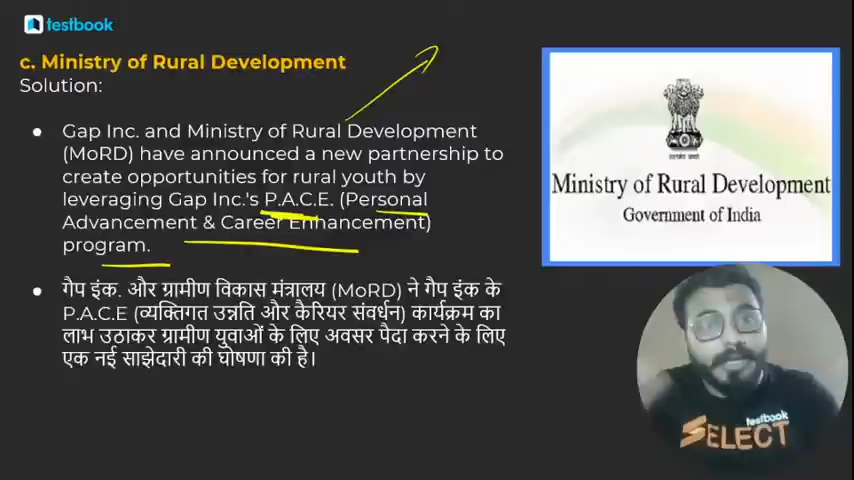 testbook
c. Ministry of Rural Development
Solution:
● Gap Inc. and Ministry of Rural Development
(MoRD) have announced a new partnership to
create opportunities for rural youth by
leveraging Gap Inc.'s P.A.C.E. (Personal
Advancement & Career Enhancement)
program.
● गैप इंक. और ग्रामीण विकास मंत्रालय (MoRD) ने गैप इंक के
P.A.C.E (व्यक्तिगत उन्नति और कैरियर संवर्धन) कार्यक्रम का
लाभ उठाकर ग्रामीण युवाओं के लिए अवसर पैदा करने के लिए
एक नई साझेदारी की घोषणा की है।
सत्यमेव जयते
Ministry of Rural Development
Government of India
testbook
SELECT